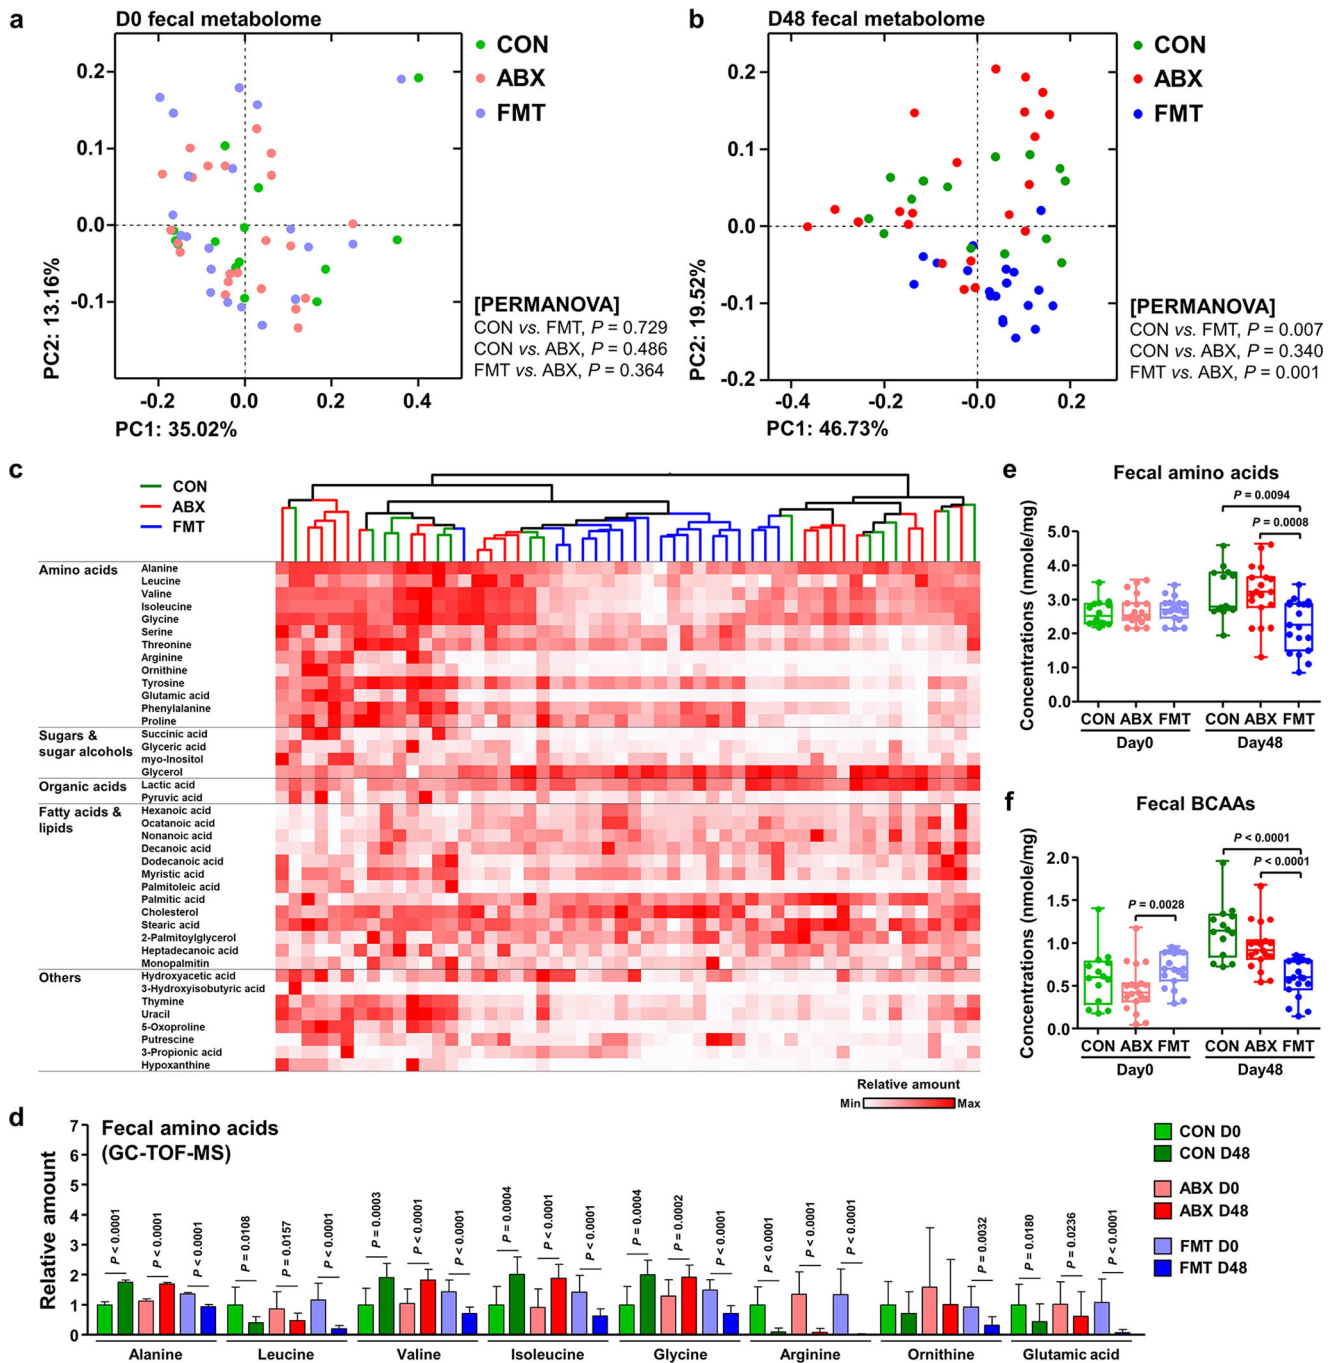 a
D0 fecal metabolome
CON
ABX
FMT
0.2
0.1
0.0
-0.1
PC2: 13.16%
-0.2
0.0
0.2
0.4
PC1: 35.02%
[PERMANOVA]
CON vs. FMT, P = 0.729
CON vs. ABX, P = 0.486
FMT vs. ABX, P = 0.364
b
D48 fecal metabolome
CON
ABX
FMT
0.2
0.1
0.0
-0.1
-0.2
PC2: 19.52%
-0.4
-0.2
-0.0
0.2
PC1: 46.73%
[PERMANOVA]
CON vs. FMT, P = 0.007
CON vs. ABX, P = 0.340
FMT vs. ABX, P = 0.001
c
CON
ABX
FMT
Amino acids
Alanine
Leucine
Valine
Isoleucine
Glycine
Serine
Threonine
Arginine
Ornithine
Tyrosine
Glutamic acid
Phenylalanine
Proline
Sugars &
sugar alcohols
Succinic acid
Glyceric acid
myo-Inositol
Glycerol
Organic acids
Lactic acid
Pyruvic acid
Fatty acids &
lipids
Hexanoic acid
Ocatanoic acid
Nonanoic acid
Decanoic acid
Dodecanoic acid
Myristic acid
Palmitoleic acid
Palmitic acid
Cholesterol
Stearic acid
2-Palmitoylglycerol
Heptadecanoic acid
Monopalmitin
Others
Hydroxyacetic acid
3-Hydroxyisobutyric acid
Thymine
Uracil
5-Oxoproline
Putrescine
3-Propionic acid
Hypoxanthine
Relative amount
Min
Max
e
Fecal amino acids
P = 0.0094
P = 0.0008
5.0
4.0
3.0
2.0
1.0
0.0
Concentrations (nmole/mg)
CON ABX FMT
Day0
CON ABX FMT
Day48
f
Fecal BCAAs
P < 0.0001
P < 0.0001
P = 0.0028
2.0
1.5
1.0
0.5
0.0
Concentrations (nmole/mg)
CON ABX FMT
Day0
CON ABX FMT
Day48
d
Fecal amino acids
(GC-TOF-MS)
7
6
5
4
3
2
1
0
Relative amount
P < 0.0001
P < 0.0001
P < 0.0001
P = 0.0108
P = 0.0157
P < 0.0001
P = 0.0003
P < 0.0001
P < 0.0001
P = 0.0004
P < 0.0001
P < 0.0001
P = 0.0004
P = 0.0002
P < 0.0001
P < 0.0001
P < 0.0001
P < 0.0001
P = 0.0032
P = 0.0180
P = 0.0236
P < 0.0001
Alanine
Leucine
Valine
Isoleucine
Glycine
Arginine
Ornithine
Glutamic acid
CON D0
CON D48
ABX D0
ABX D48
FMT D0
FMT D48